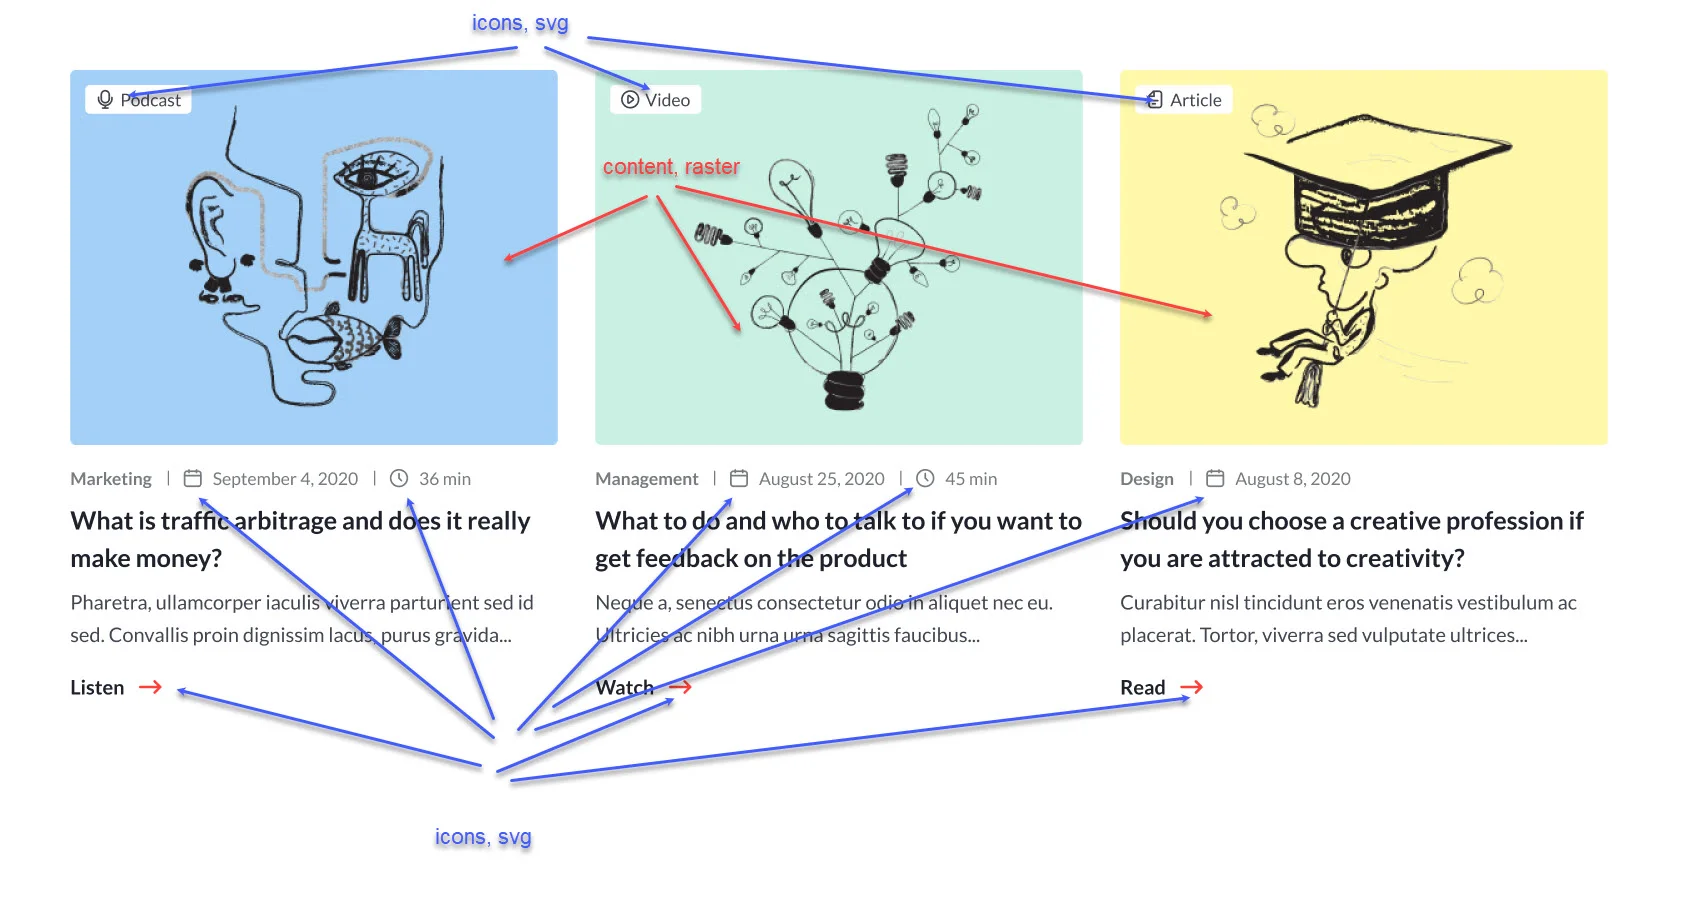 icons, svg
Podcast
Video
Article
content, raster
Marketing | September 4, 2020 | 36 min
What is traffic arbitrage and does it really
make money?
Pharetra, ullamcorper iaculis viverra parturient sed id
sed. Convallis proin dignissim lacus, purus gravida...
Listen
Management | August 25, 2020 | 45 min
What to do and who to talk to if you want to
get feedback on the product
Neque a, senectus consectetur odio in aliquet nec eu.
Ultricies ac nibh urna urna sagittis faucibus...
Watch
Design | August 8, 2020
Should you choose a creative profession if
you are attracted to creativity?
Curabitur nisl tincidunt eros venenatis vestibulum ac
placerat. Tortor, viverra sed vulputate ultrices...
Read
icons, svg